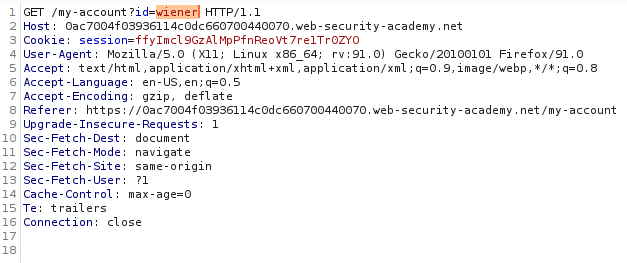 1 GET /my-account?id=wiener HTTP/1.1
2 Host: 0ac7004f03936114c0dc660700440070.web-security-academy.net
3 Cookie: session=ffyImcl9GzAlMpPfnReoVt7re1Tr0ZYO
4 User-Agent: Mozilla/5.0 (X11; Linux x86_64; rv:91.0) Gecko/20100101 Firefox/91.0
5 Accept: text/html,application/xhtml+xml,application/xml;q=0.9,image/webp,*/*;q=0.8
6 Accept-Language: en-US,en;q=0.5
7 Accept-Encoding: gzip, deflate
8 Referer: https://0ac7004f03936114c0dc660700440070.web-security-academy.net/my-account
9 Upgrade-Insecure-Requests: 1
10 Sec-Fetch-Dest: document
11 Sec-Fetch-Mode: navigate
12 Sec-Fetch-Site: same-origin
13 Sec-Fetch-User: ?1
14 Cache-Control: max-age=0
15 Te: trailers
16 Connection: close
17
18